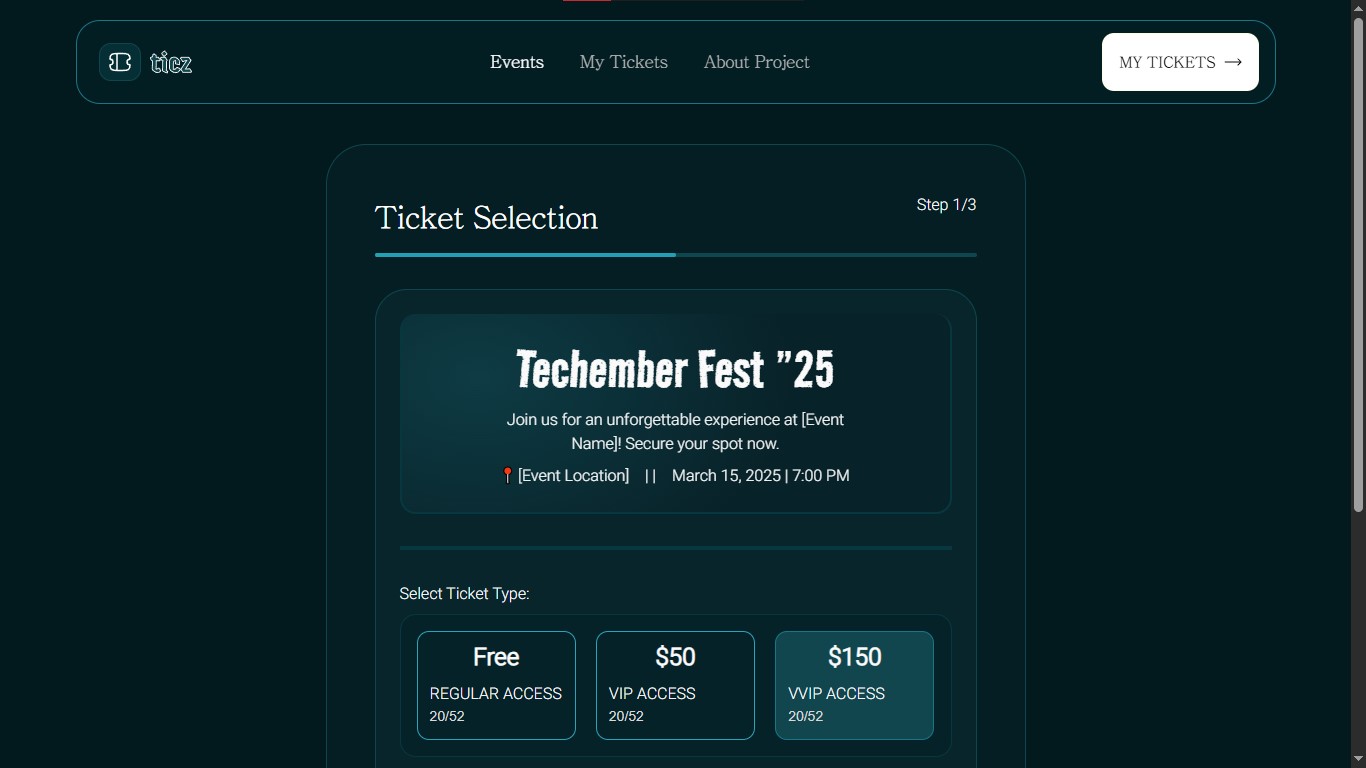 ticz
Events My Tickets About Project
MY TICKETS →
Ticket Selection
Step 1/3
Techember Fest ”25
Join us for an unforgettable experience at [Event
Name]! Secure your spot now.
📍 [Event Location] || March 15, 2025 | 7:00 PM
Select Ticket Type:
Free $50 $150
REGULAR ACCESS VIP ACCESS VVIP ACCESS
20/52 20/52 20/52